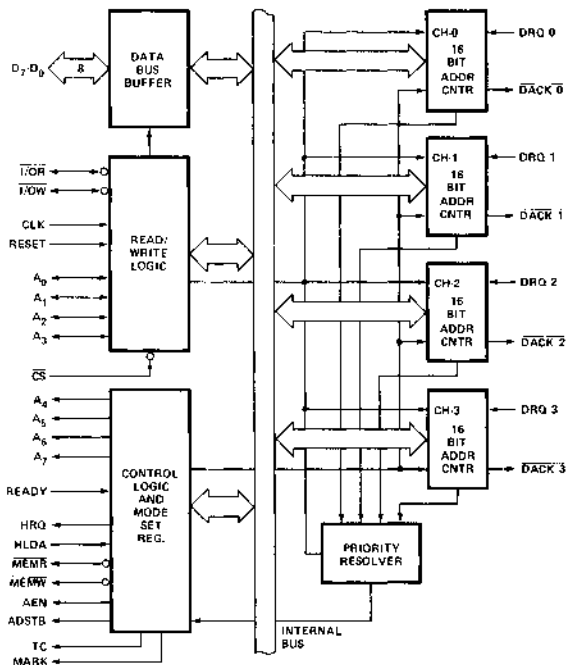 D7-D0
8
DATA
BUS
BUFFER
I/OR
I/OW
CLK
RESET
A0
A1
A2
A3
READ/
WRITE
LOGIC
CS
A4
A5
A6
A7
READY
HRQ
HLDA
MEMR
MEMW
AEN
ADSTB
TC
MARK
CONTROL
LOGIC
AND
MODE
SET
REG.
INTERNAL
BUS
CH-0
16
BIT
ADDR
CNTR
DRQ 0
DACK 0
CH-1
16
BIT
ADDR
CNTR
DRQ 1
DACK 1
CH-2
16
BIT
ADDR
CNTR
DRQ 2
DACK 2
CH-3
16
BIT
ADDR
CNTR
DRQ 3
DACK 3
PRIORITY
RESOLVER